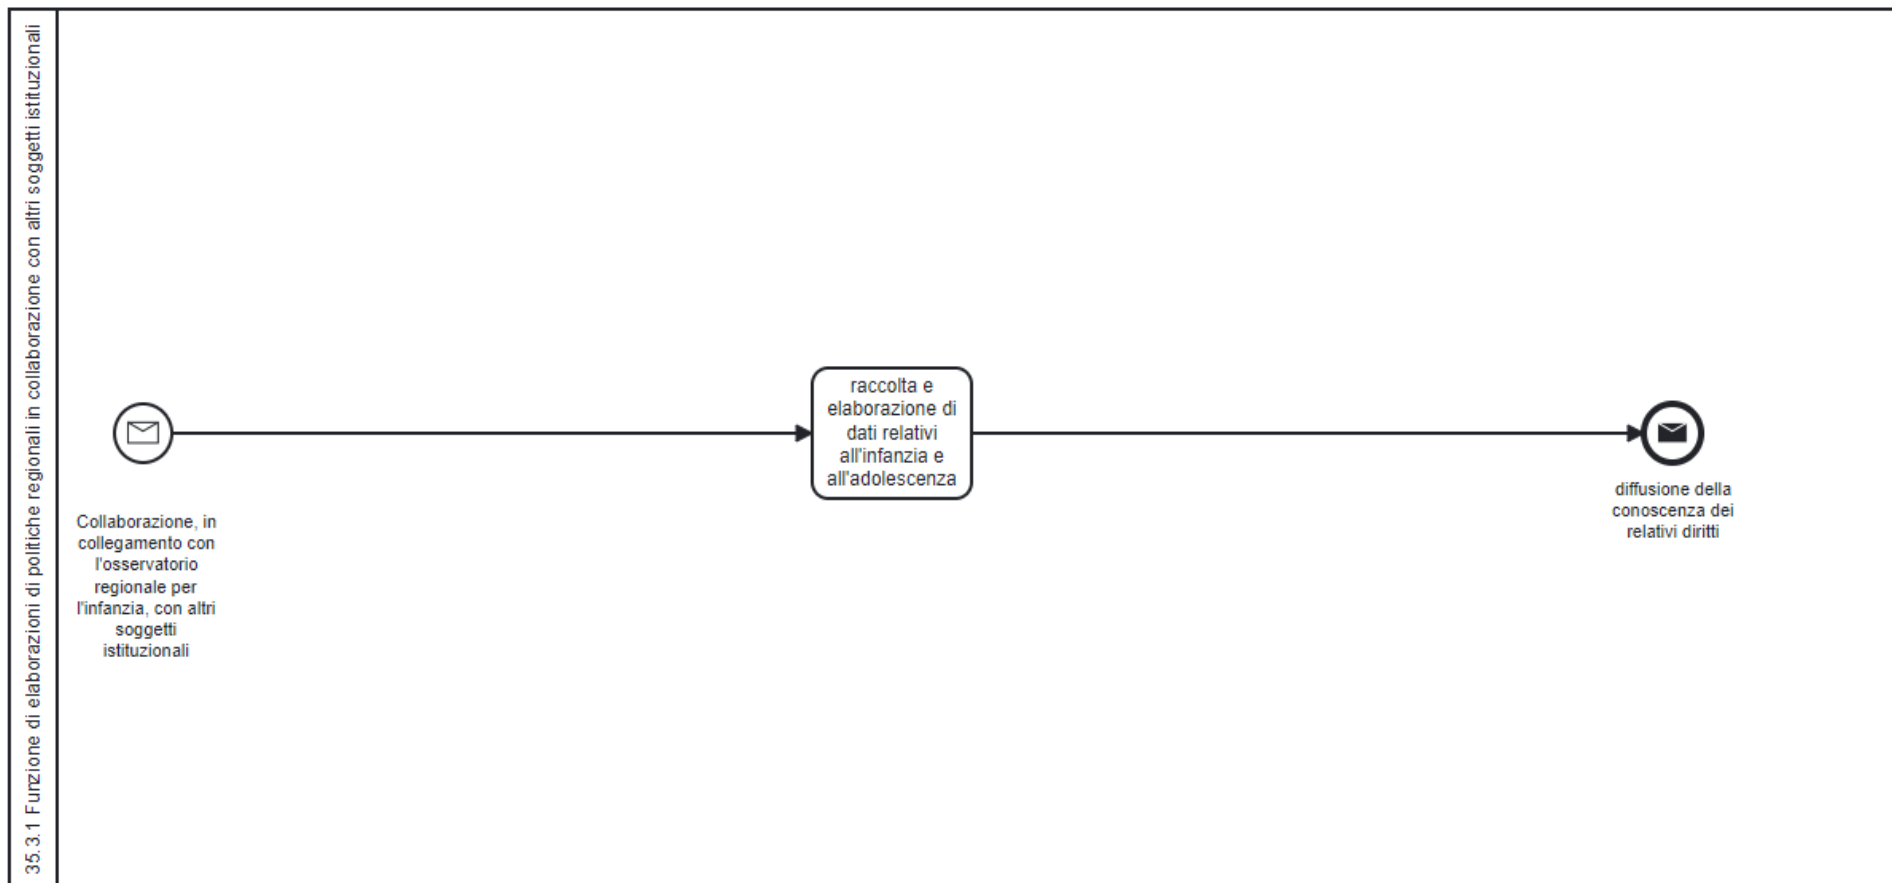 35.3.1 Funzione di elaborazioni di politiche regionali in collaborazione con altri soggetti istituzionali
Collaborazione, in
collegamento con
l'osservatorio
regionale per
l'infanzia, con altri
soggetti
istituzionali
raccolta e
elaborazione di
dati relativi
all'infanzia e
all'adolescenza
diffusione della
conoscenza dei
relativi diritti